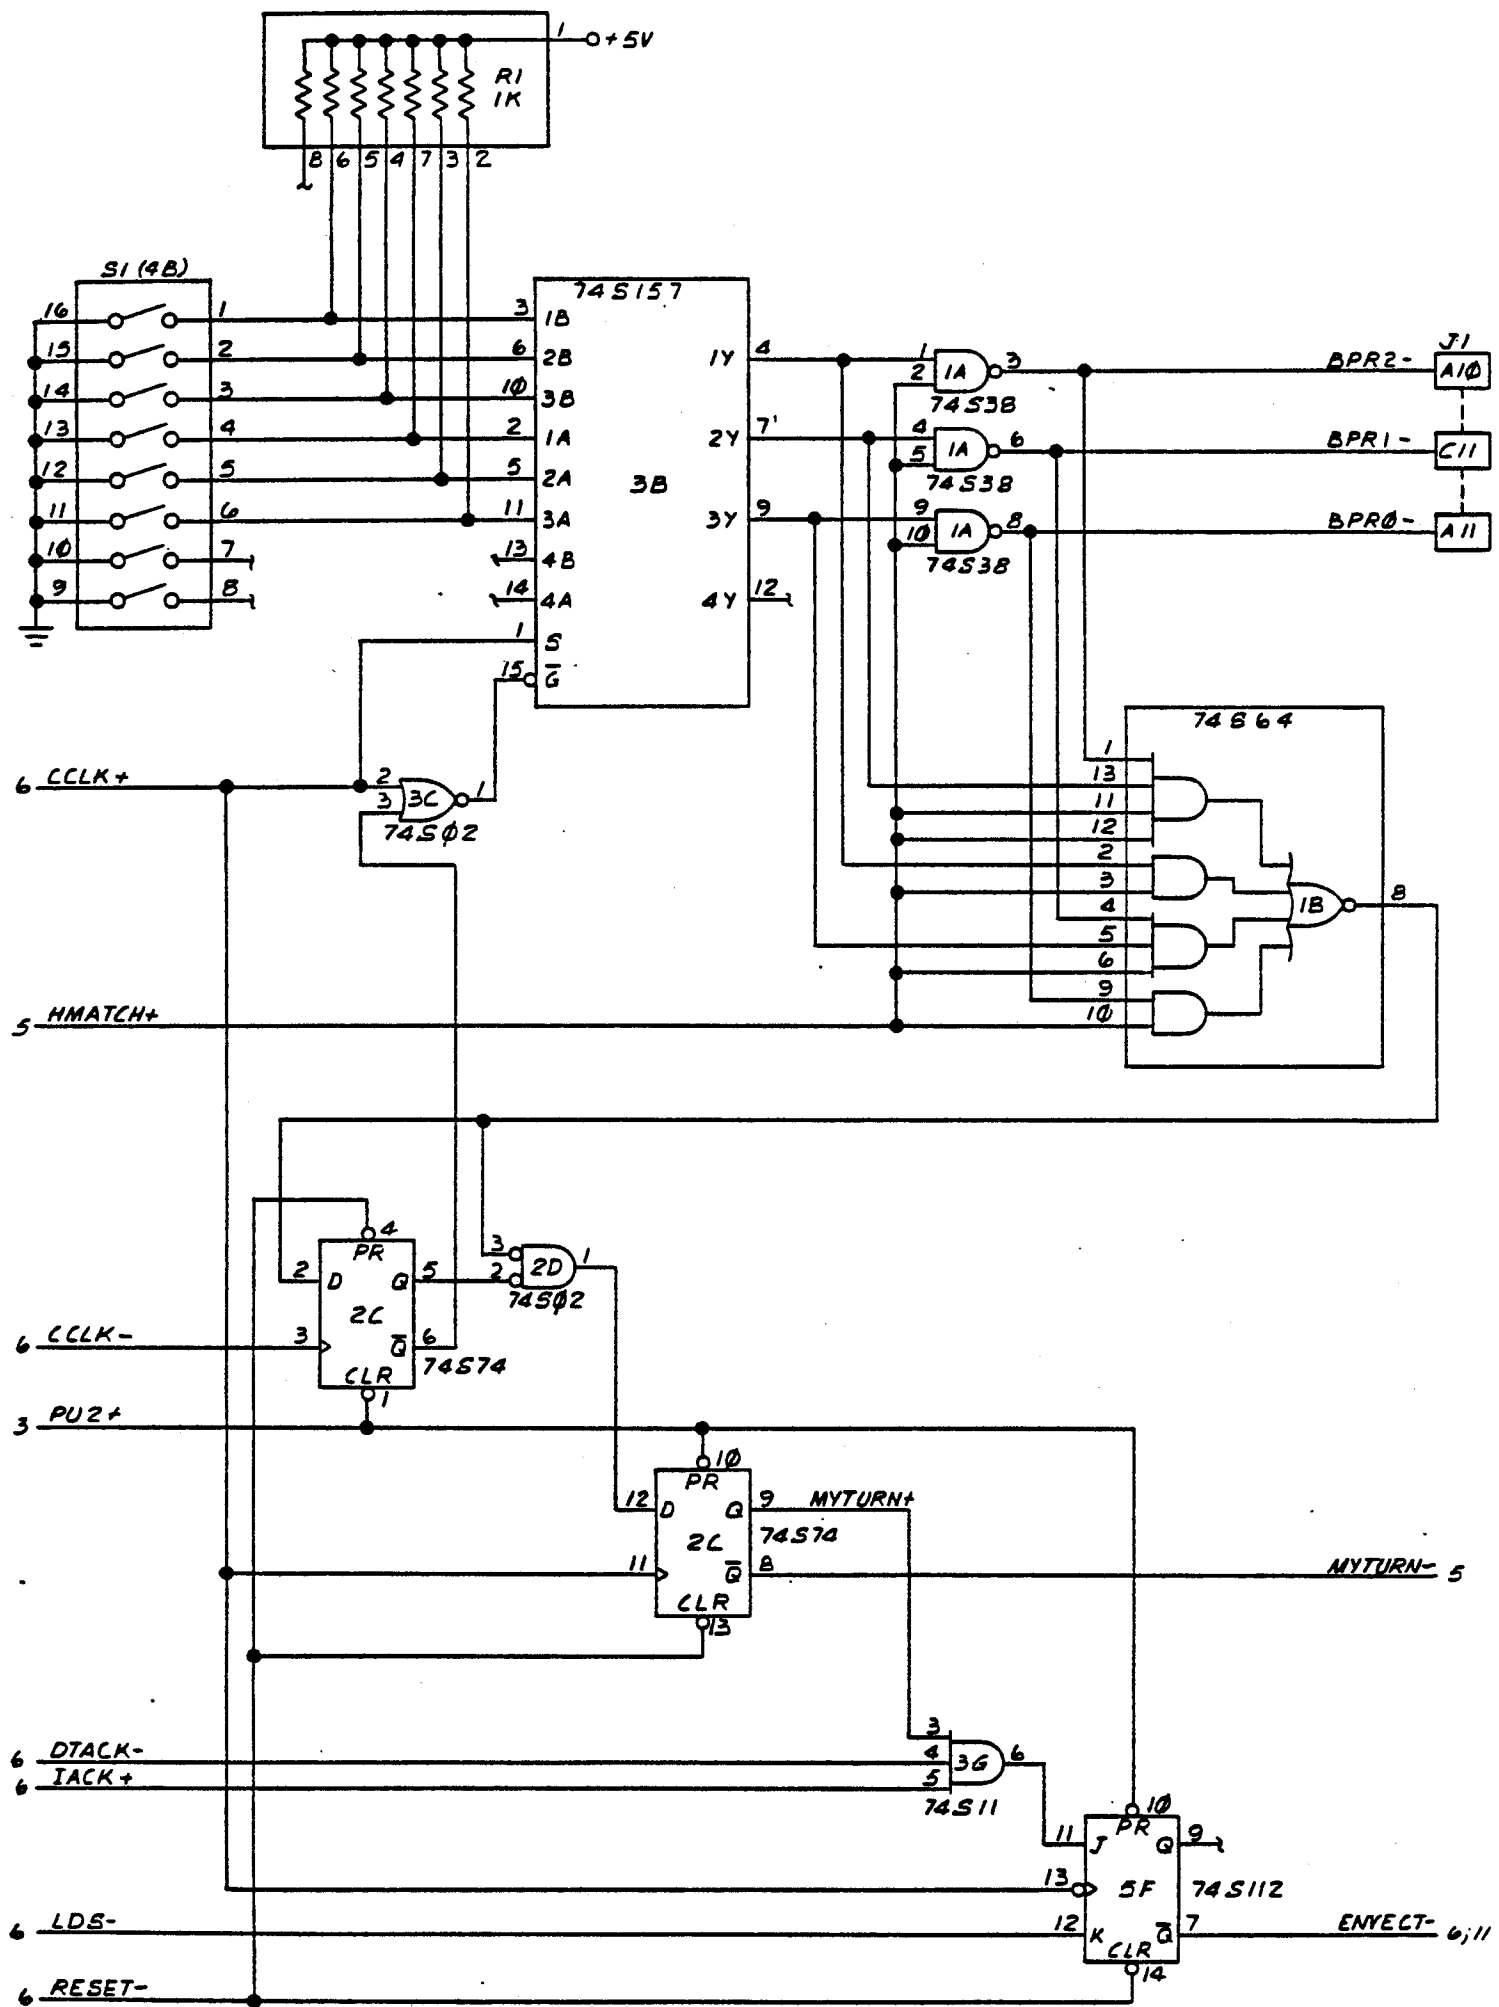 1 +5V
R1
1K
8 6 5 4 7 3 2
S1 (4B)
74S157
16 1 3 1B
15 2 6 2B 1Y 4 1 2 1A 3 BPR2- J1 A10
74S38
14 3 10 3B
13 4 2 1A 2Y 7 4 5 1A 6 BPR1- C11
74S38
12 5 5 2A 3B
11 6 11 3A 3Y 9 9 10 1A 8 BPR0- A11
74S38
10 7 13 4B
9 8 14 4A 4Y 12
1 S
15 G
74S64
6 CCLK+ 2 3 3C 1
74S02
1
13
11
12
2
3
4 1B 8
5
6
9
10
5 HMATCH+
4
PR
2 D Q 5 3 2 2D 1
74S02
2C
6 CCLK- 3 Q 6
74S74
CLR
1
3 PU2+
10
PR
12 D Q 9 MYTURN+
2C 74S74
11 Q 8 MYTURN- 5
CLR
13
3
6 DTACK- 4 3G 6
6 IACK+ 5
74S11
10
PR
11 J Q 9
13 5F 74S112
6 LDS- 12 K Q 7 ENVECT- 6;11
CLR
14
6 RESET-